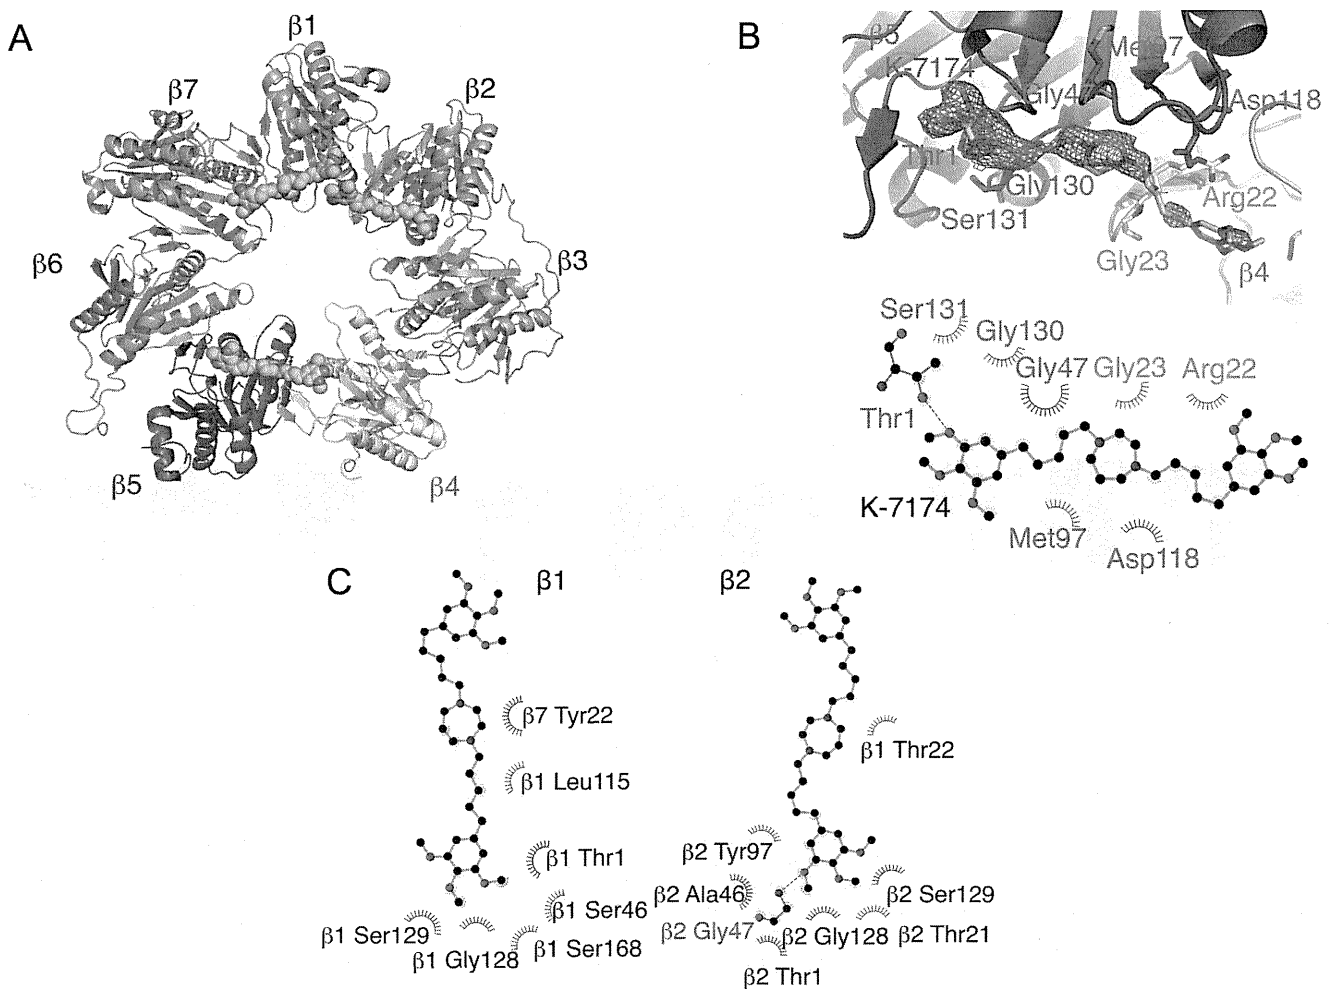 A
β1
β7
β2
β6
β3
β5
β4
B
β5
Met97
K-7174
Gly47
Asp118
Thr1
Gly130
Arg22
Ser131
Gly23
β4
Ser131
Gly130
Gly47 Gly23 Arg22
Thr1
K-7174
Met97
Asp118
C
β1
β7 Tyr22
β1 Leu115
β1 Thr1
β1 Ser46
β1 Ser129
β1 Gly128
β1 Ser168
β2
β1 Thr22
β2 Tyr97
β2 Ala46
β2 Ser129
β2 Gly47
β2 Gly128
β2 Thr21
β2 Thr1